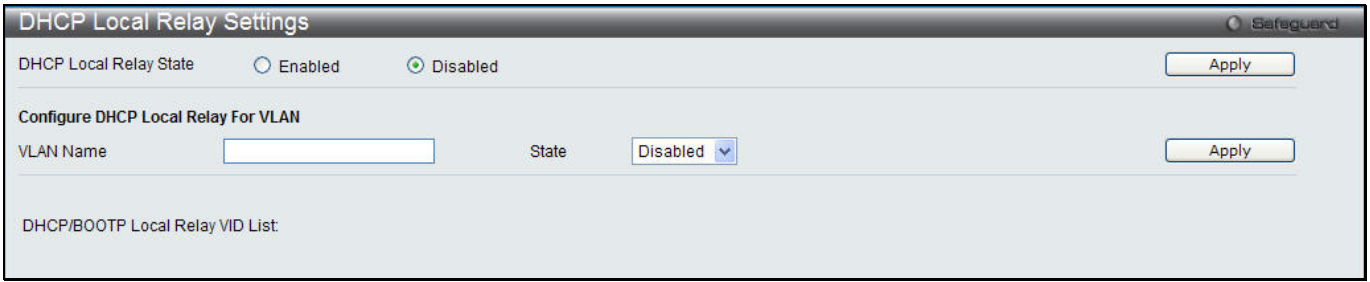 DHCP Local Relay Settings
Safeguard
DHCP Local Relay State Enabled Disabled Apply
Configure DHCP Local Relay For VLAN
VLAN Name State Disabled Apply
DHCP/BOOTP Local Relay VID List: